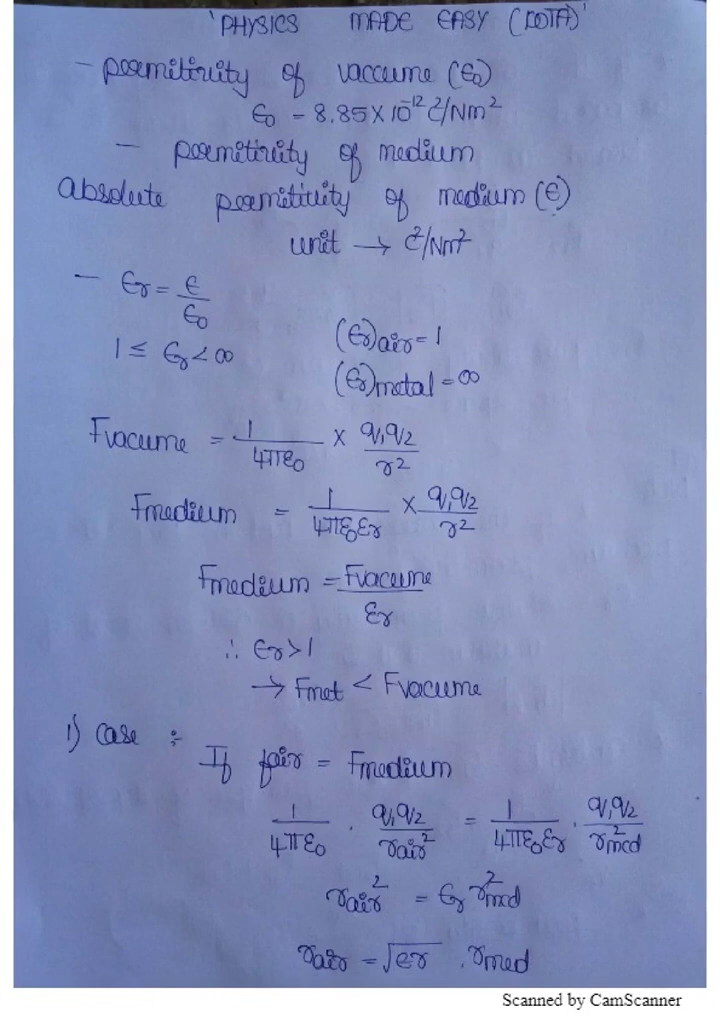 'PHYSICS MADE EASY (KOTA)'
- permitivity of vaccume (ε0)
ε0 = 8.85 × 10^-12 C²/Nm²
- permitivity of medium
absolute permitivity of medium (ε)
unit → C²/Nm²
- εr = ε/ε0
1 ≤ εr < ∞
(εr)air = 1
(εr)metal = ∞
Fvacume = 1/4πε0 × q1q2/r²
Fmedium = 1/4πε0εr × q1q2/r²
Fmedium = Fvacume/εr
∴ εr > 1
→ Fmet < Fvacume
1) case ÷
If fair = Fmedium
1/4πε0 . q1q2/rair² = 1/4πε0εr . q1q2/r²med
rair² = εr r²med
rair = √εr . rmed
Scanned by CamScanner